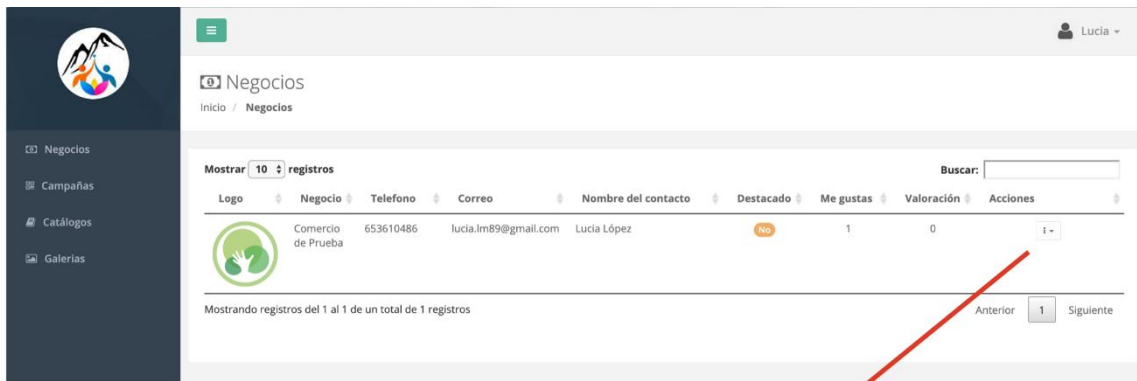 Lucia
Negocios
Inicio / Negocios
Negocios
Campañas
Catálogos
Galerias
Mostrar 10 registros
Buscar:
Logo Negocio Telefono Correo Nombre del contacto Destacado Me gustas Valoración Acciones
Comercio de Prueba 653610486 lucia.lm89@gmail.com Lucia López No 1 0
Mostrando registros del 1 al 1 de un total de 1 registros
Anterior 1 Siguiente